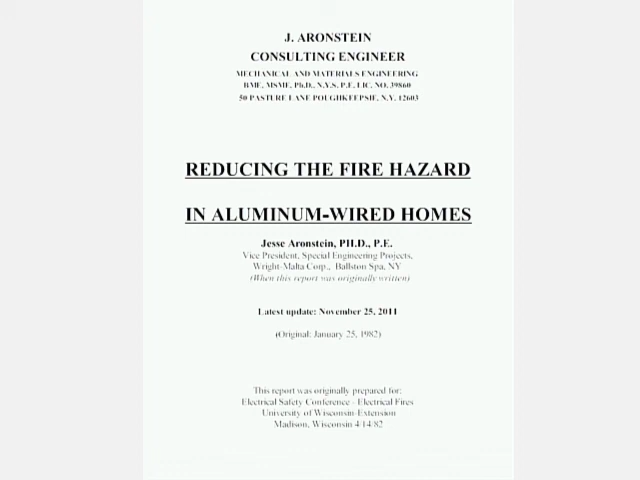 J. ARONSTEIN
CONSULTING ENGINEER
MECHANICAL AND MATERIALS ENGINEERING
BME, MSME, Ph.D., N.Y.S. P.E. LIC. NO. 39860
50 PASTURE LANE POUGHKEEPSIE, N.Y. 12603
REDUCING THE FIRE HAZARD
IN ALUMINUM-WIRED HOMES
Jesse Aronstein, PH.D., P.E.
Vice President, Special Engineering Projects,
Wright-Malta Corp., Ballston Spa, NY
(When this report was originally written)
Latest update: November 25, 2011
(Original: January 25, 1982)
This report was originally prepared for:
Electrical Safety Conference - Electrical Fires
University of Wisconsin-Extension
Madison, Wisconsin 4/14/82